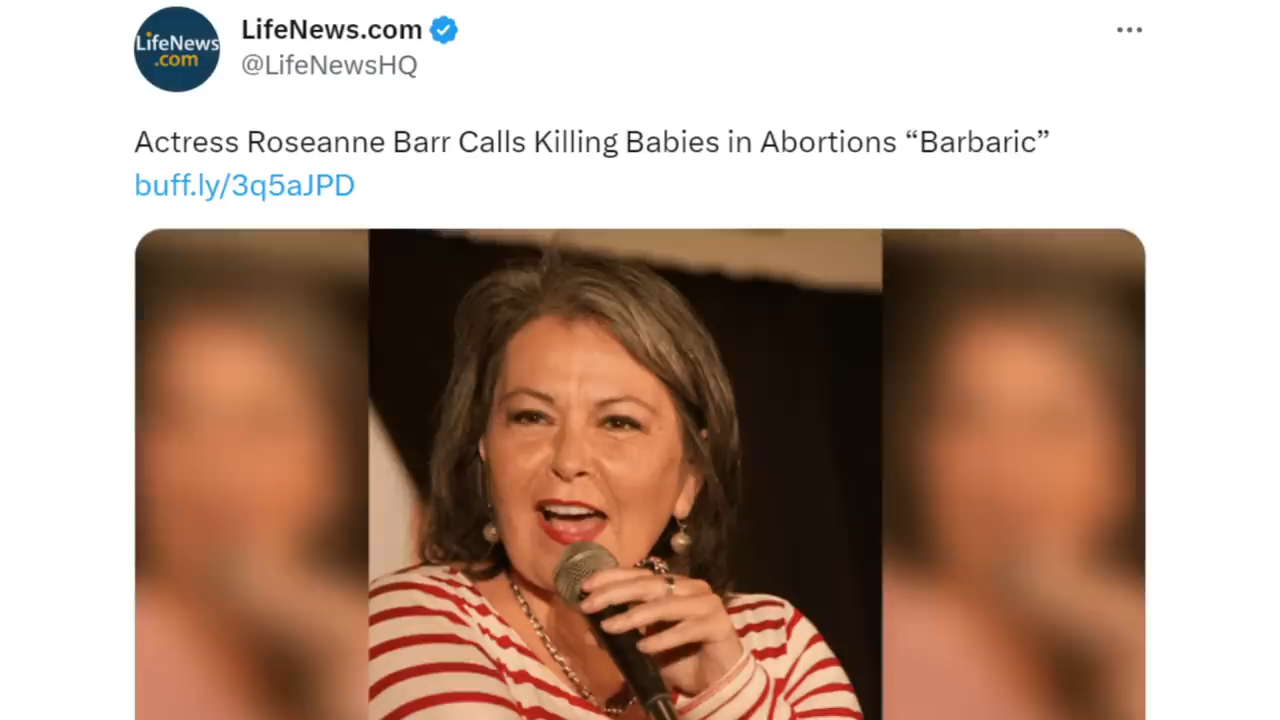 LifeNews.com
@LifeNewsHQ
LifeNews
.com
Actress Roseanne Barr Calls Killing Babies in Abortions “Barbaric”
buff.ly/3q5aJPD